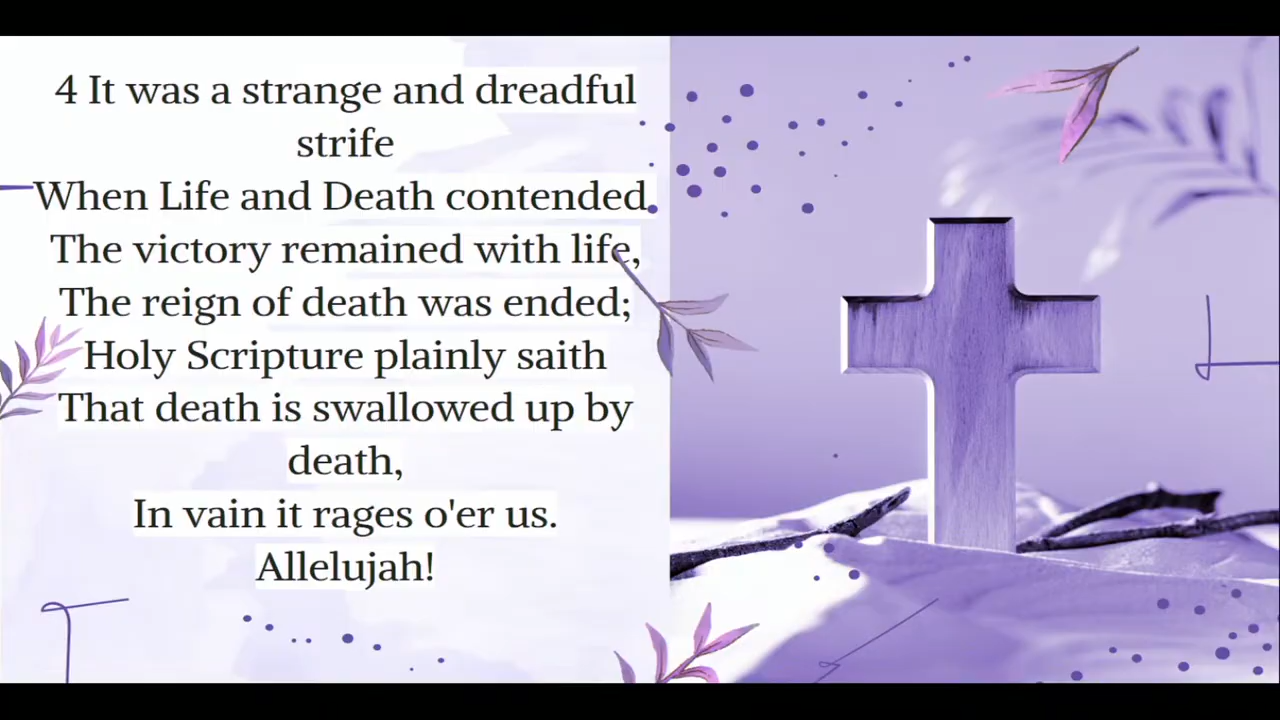 4 It was a strange and dreadful
strife
When Life and Death contended.
The victory remained with life,
The reign of death was ended;
Holy Scripture plainly saith
That death is swallowed up by
death,
In vain it rages o'er us.
Allelujah!